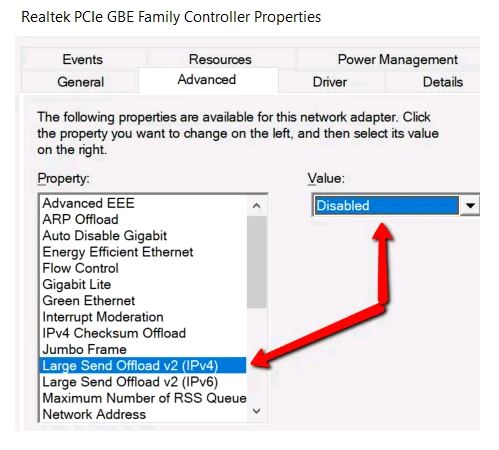 Realtek PCIe GBE Family Controller Properties
Events Resources Power Management
General Advanced Driver Details
The following properties are available for this network adapter. Click
the property you want to change on the left, and then select its value
on the right.
Property: Value:
Advanced EEE Disabled
ARP Offload
Auto Disable Gigabit
Energy Efficient Ethernet
Flow Control
Gigabit Lite
Green Ethernet
Interrupt Moderation
IPv4 Checksum Offload
Jumbo Frame
Large Send Offload v2 (IPv4)
Large Send Offload v2 (IPv6)
Maximum Number of RSS Queue
Network Address